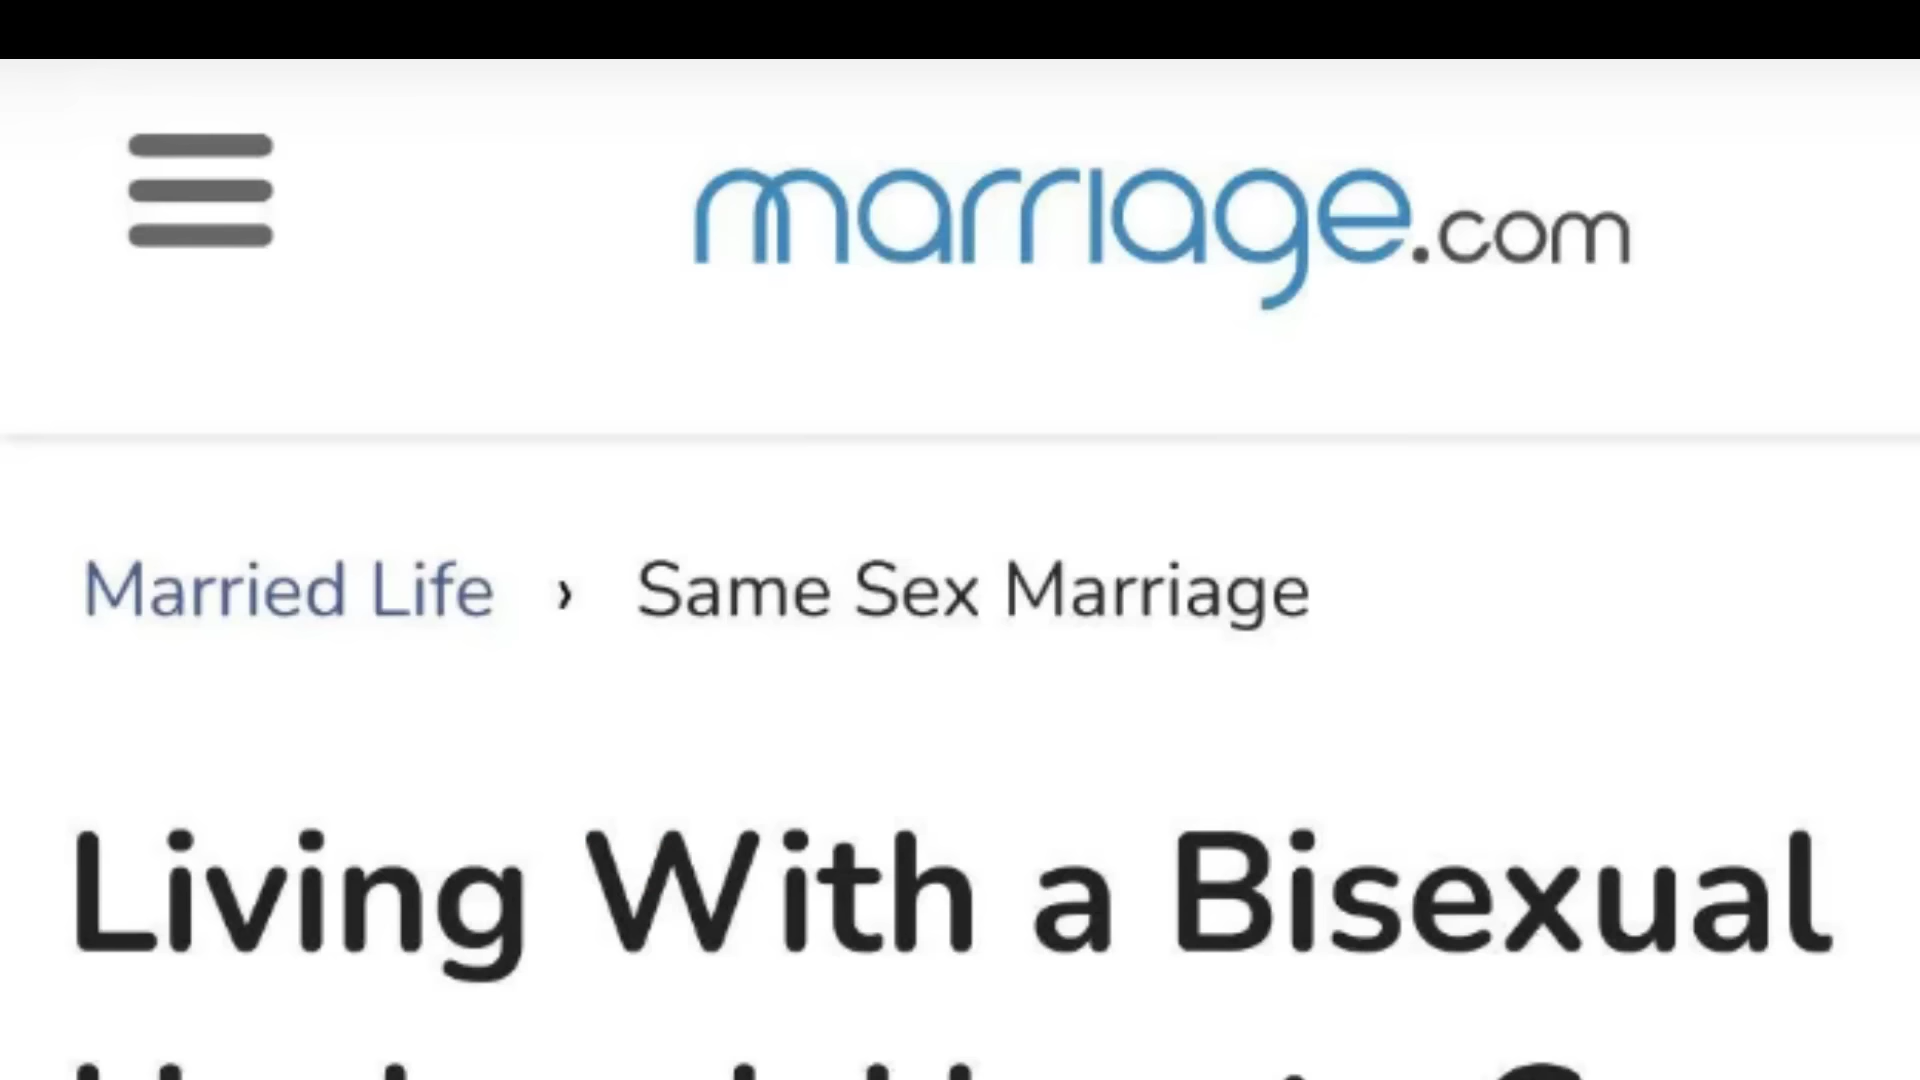 marriage.com
Married Life › Same Sex Marriage
Living With a Bisexual